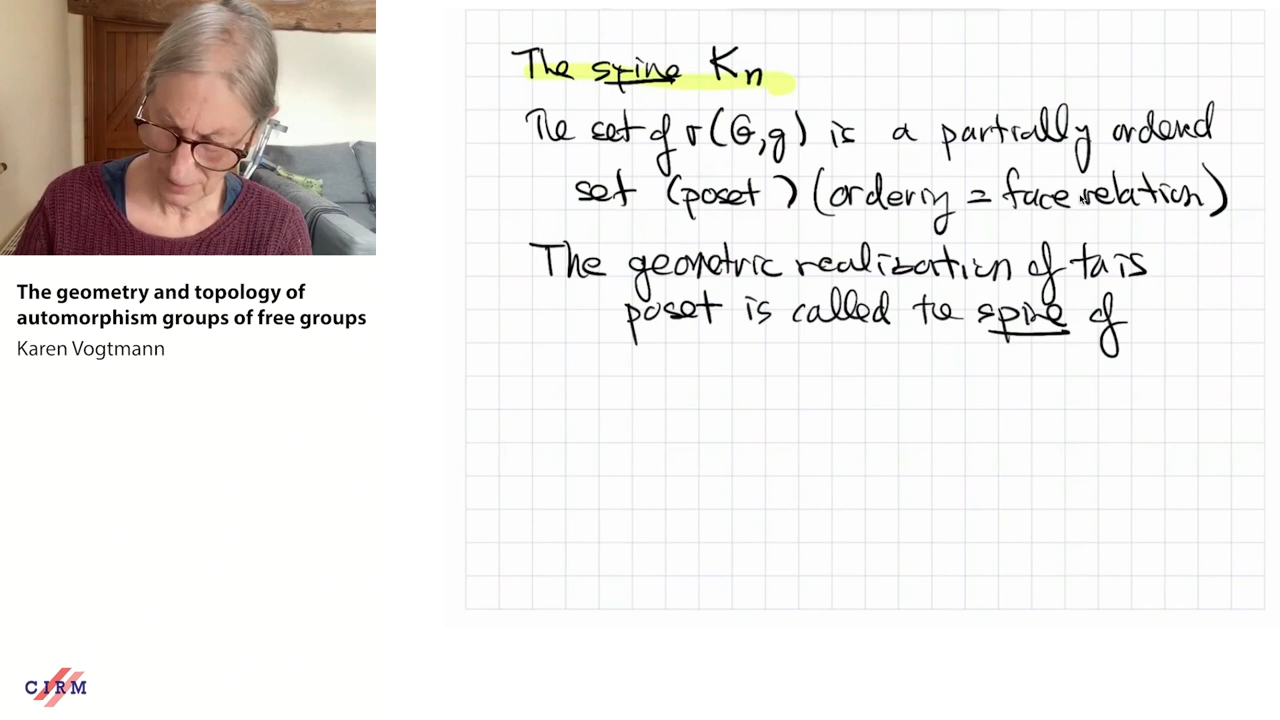 The spine Kn
The set of σ(G,g) is a partially ordered
set (poset) (ordering = face relation)
The geometric realization of this
poset is called the spine of
The geometry and topology of
automorphism groups of free groups
Karen Vogtmann
CIRM